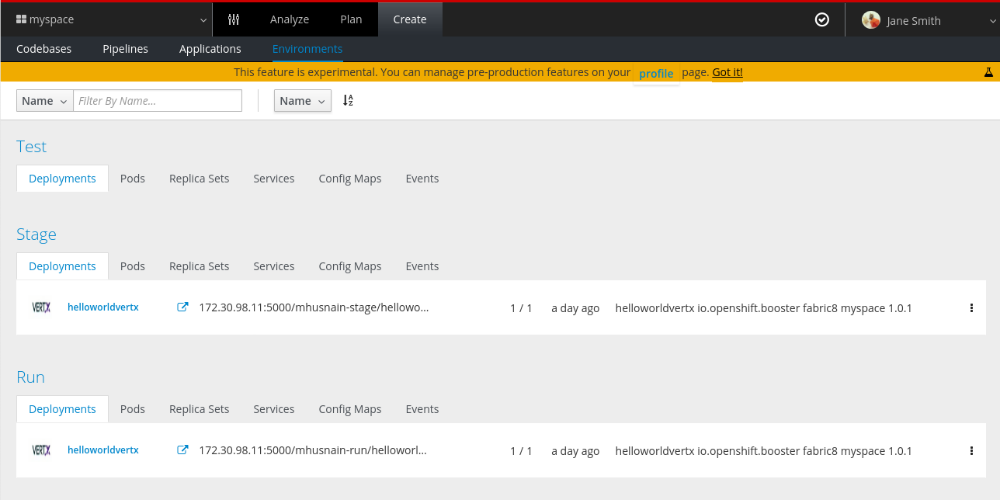 myspace Analyze Plan Create Jane Smith
Codebases Pipelines Applications Environments
This feature is experimental. You can manage pre-production features on your profile page. Got it!
Name Filter By Name... Name
Test
Deployments Pods Replica Sets Services Config Maps Events
Stage
Deployments Pods Replica Sets Services Config Maps Events
VERTX helloworldvertx 172.30.98.11:5000/mhusnain-stage/hellowo... 1 / 1 a day ago helloworldvertx io.openshift.booster fabric8 myspace 1.0.1
Run
Deployments Pods Replica Sets Services Config Maps Events
VERTX helloworldvertx 172.30.98.11:5000/mhusnain-run/helloworl... 1 / 1 a day ago helloworldvertx io.openshift.booster fabric8 myspace 1.0.1